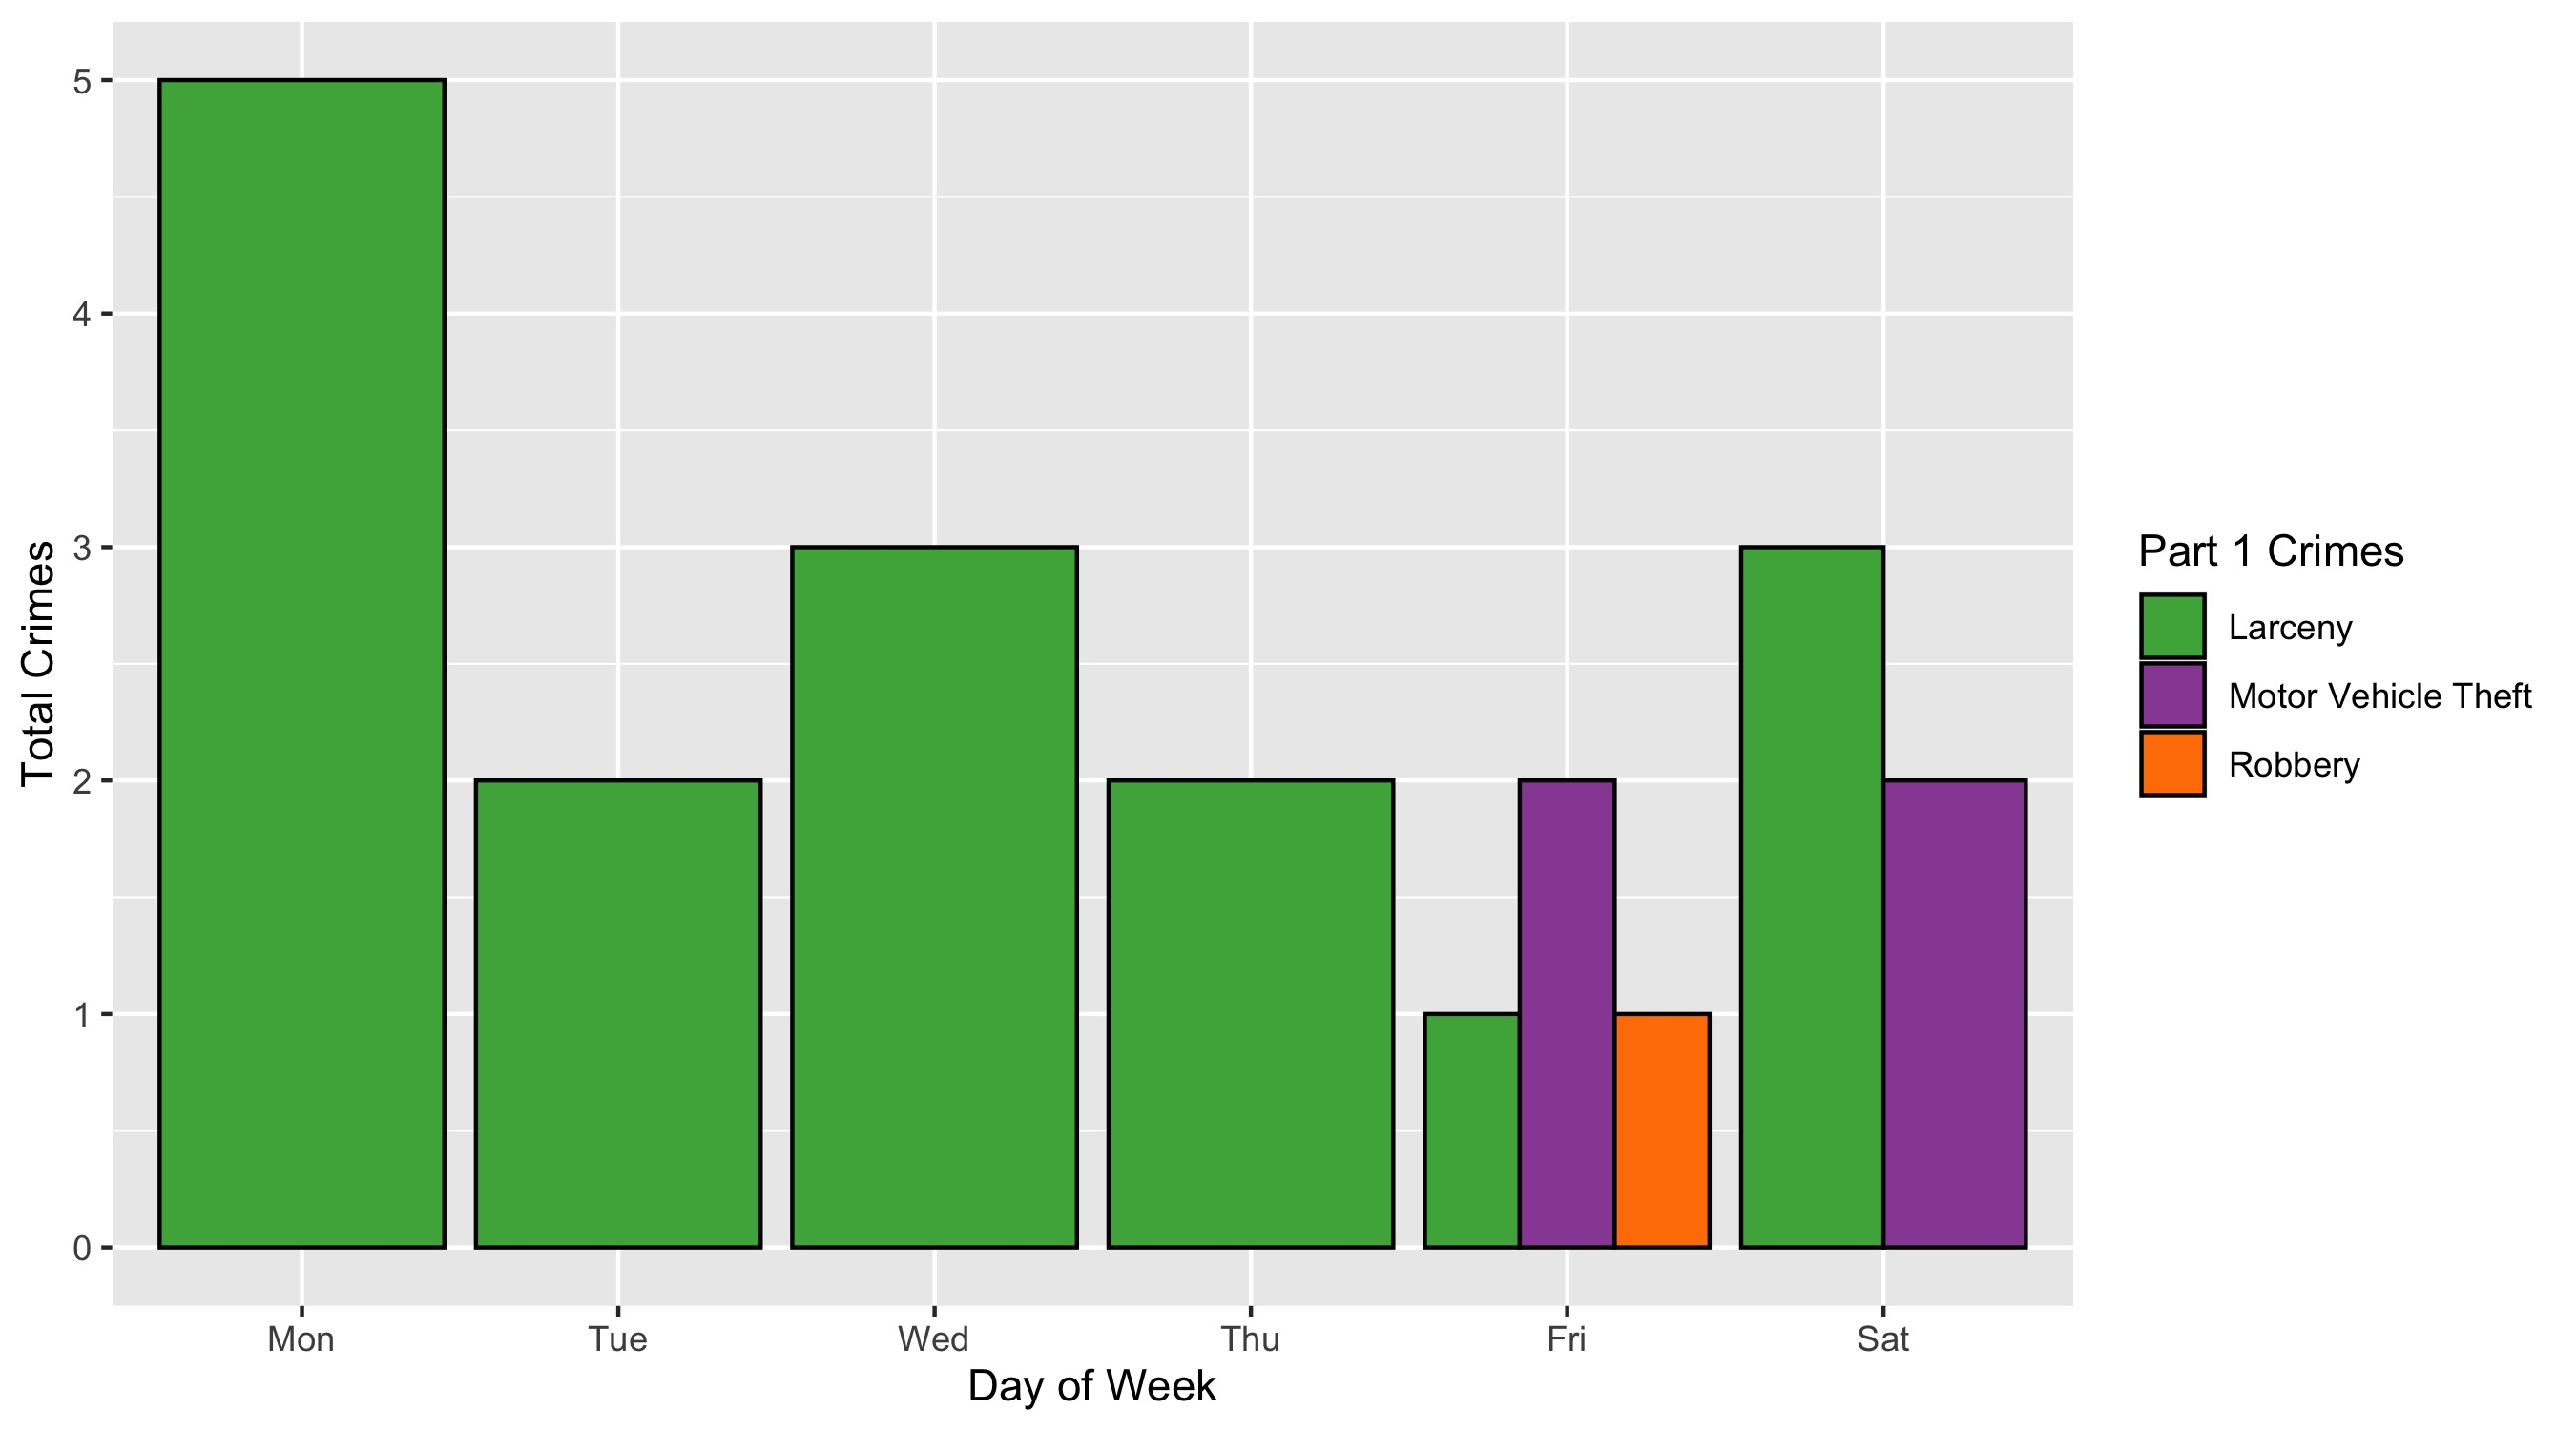 5
4
3
2
1
0
Total Crimes
Mon Tue Wed Thu Fri Sat
Day of Week
Part 1 Crimes
Larceny
Motor Vehicle Theft
Robbery